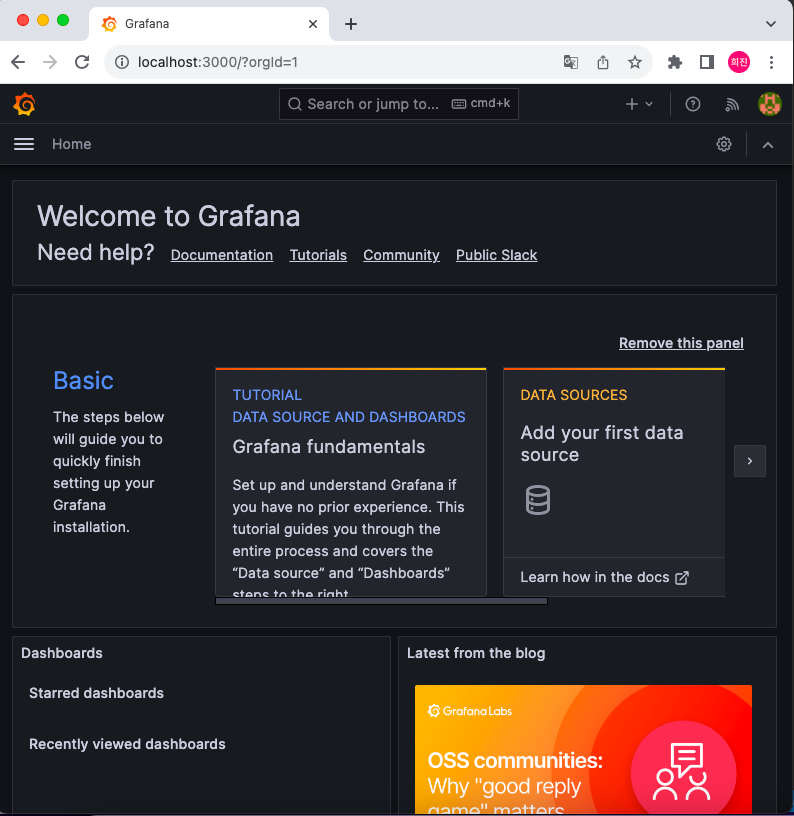 Grafana
localhost:3000/?orgId=1
희진
Search or jump to... cmd+k
Home
Welcome to Grafana
Need help? Documentation Tutorials Community Public Slack
Remove this panel
Basic
The steps below
will guide you to
quickly finish
setting up your
Grafana
installation.
TUTORIAL
DATA SOURCE AND DASHBOARDS
Grafana fundamentals
Set up and understand Grafana if
you have no prior experience. This
tutorial guides you through the
entire process and covers the
“Data source” and “Dashboards”
steps to the right.
DATA SOURCES
Add your first data
source
Learn how in the docs
Dashboards
Starred dashboards
Recently viewed dashboards
Latest from the blog
Grafana Labs
OSS communities:
Why "good reply
game" matters